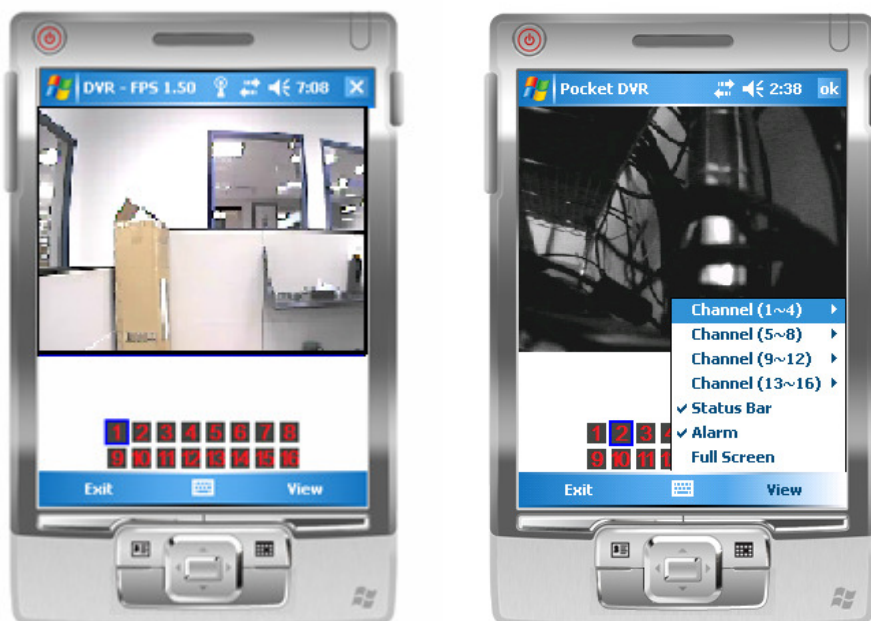 DVR - FPS 1.50 7:08
1 2 3 4 5 6 7 8
9 10 11 12 13 14 15 16
Exit View
Pocket DVR 2:38 ok
Channel (1~4)
Channel (5~8)
Channel (9~12)
Channel (13~16)
Status Bar
Alarm
Full Screen
1 2 3 4
9 10 11
Exit View